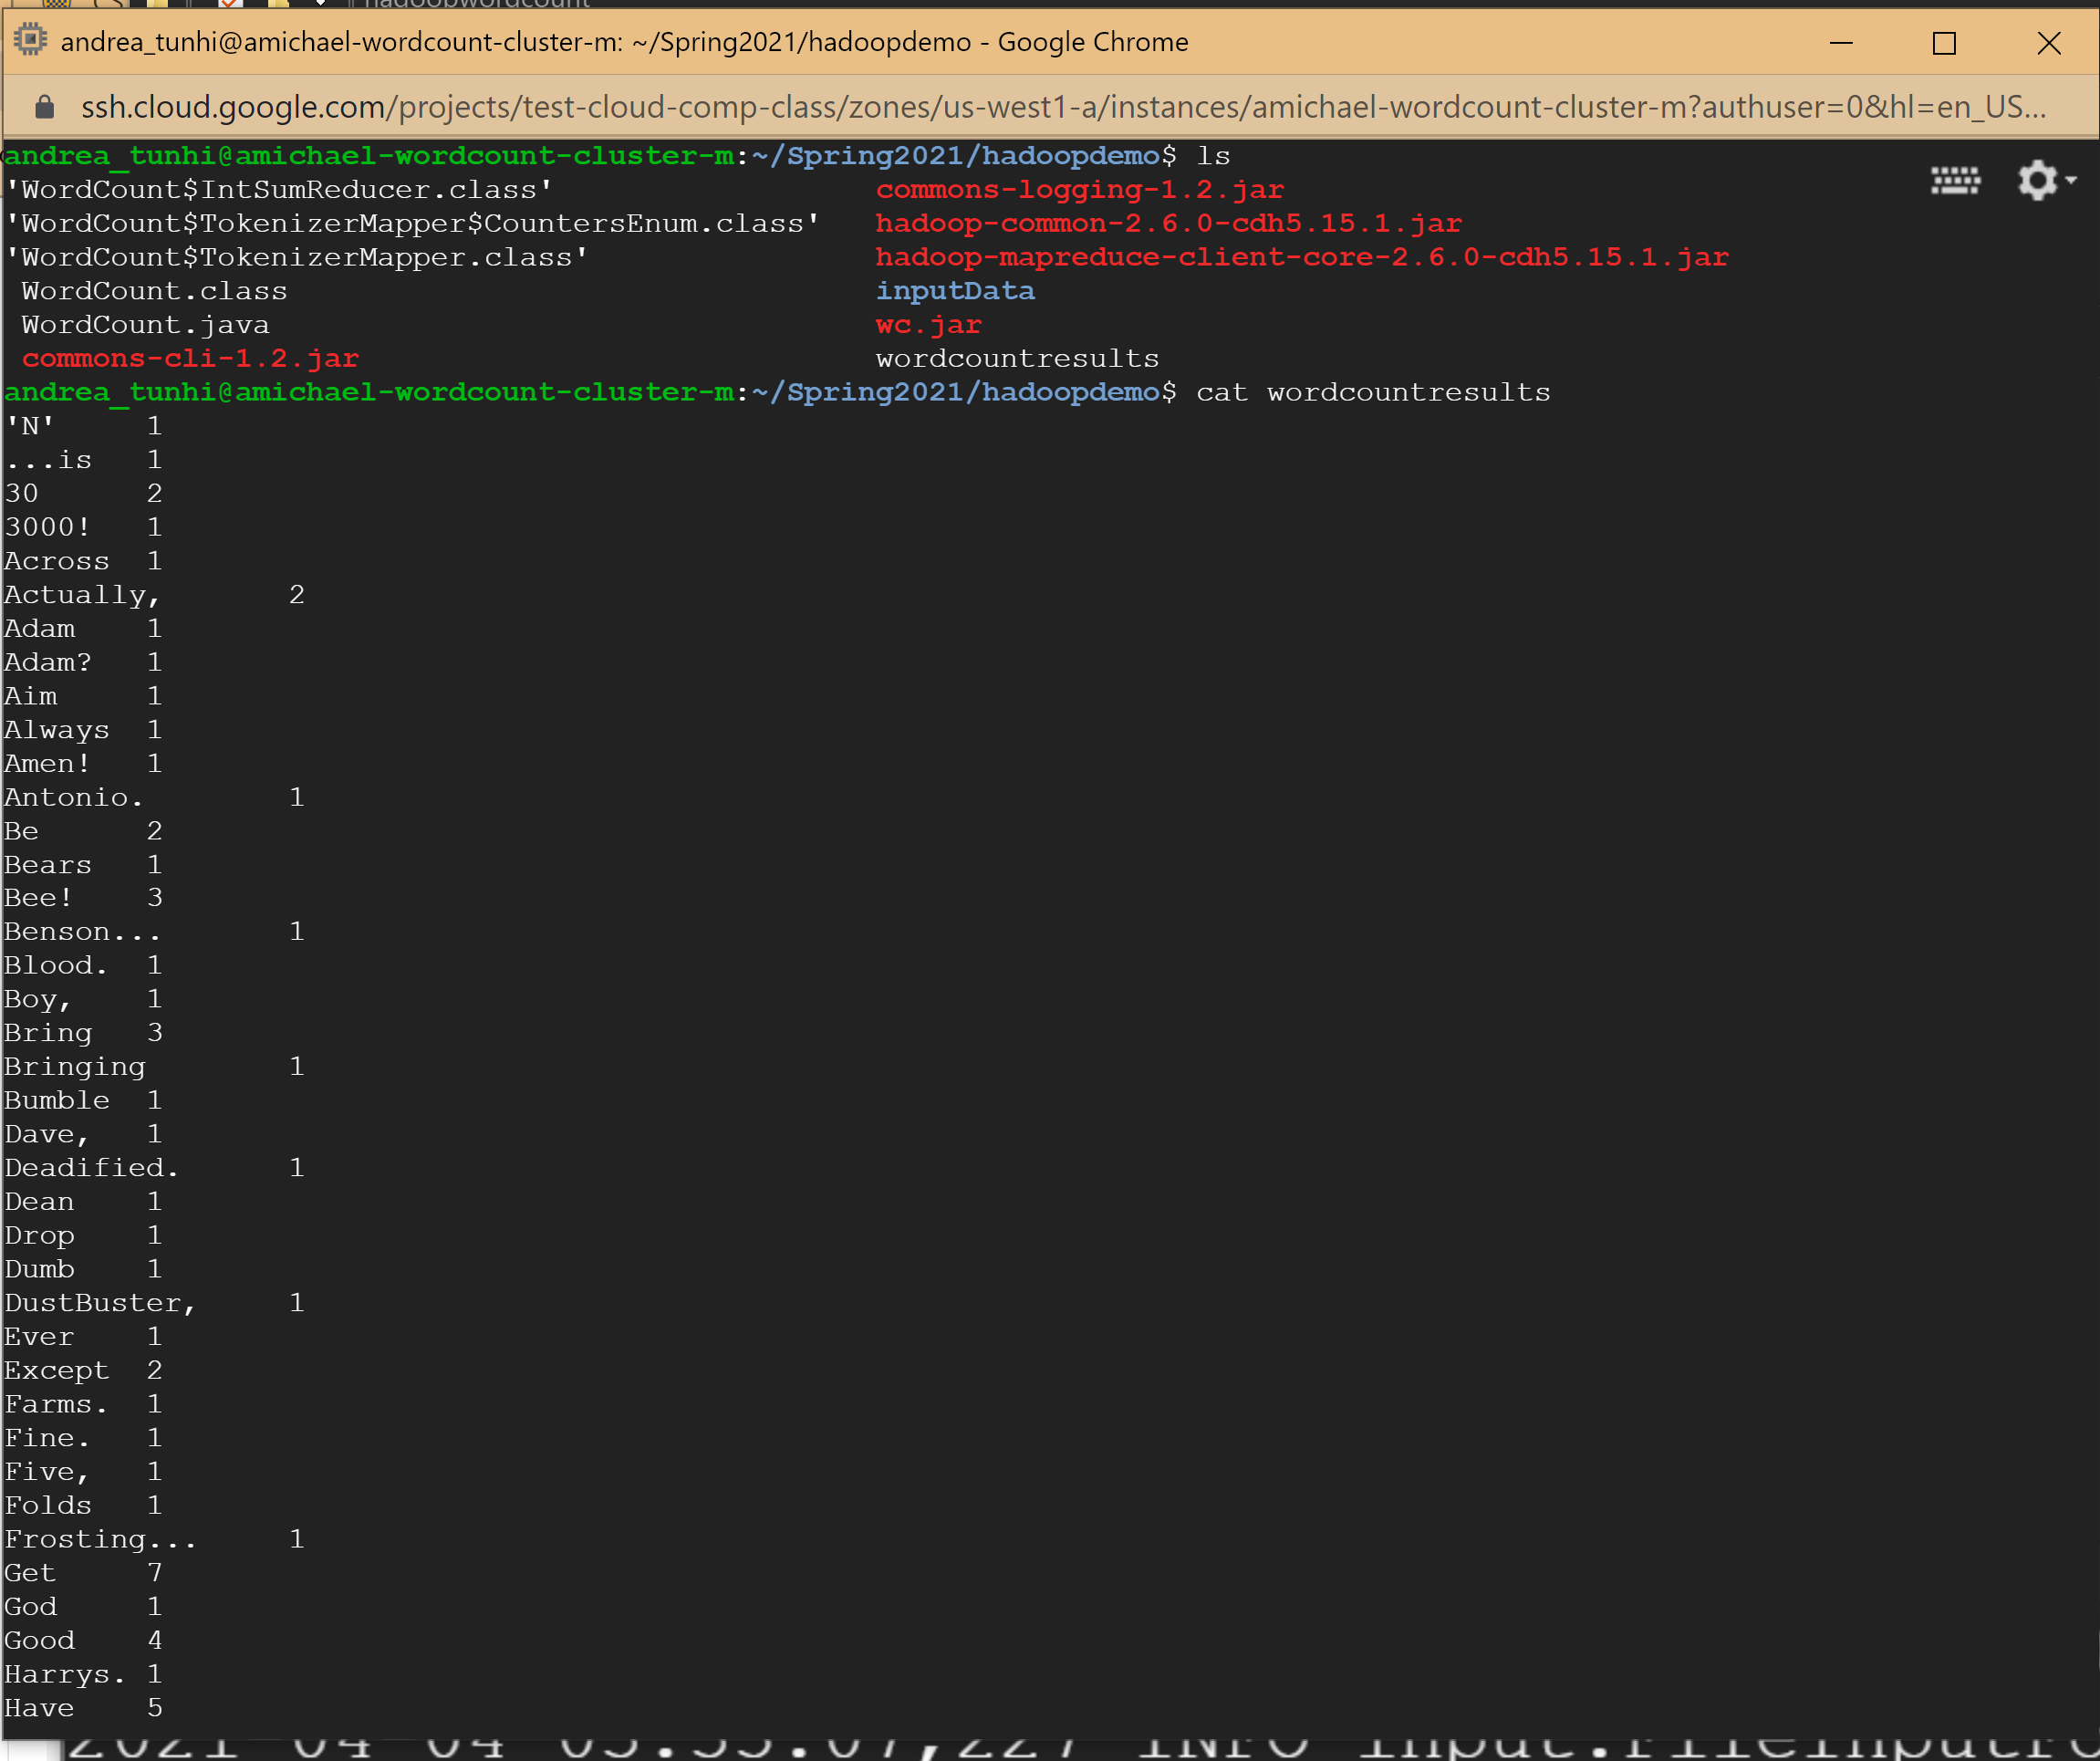 hadoopwordcount
andrea_tunhi@amichael-wordcount-cluster-m: ~/Spring2021/hadoopdemo - Google Chrome
ssh.cloud.google.com/projects/test-cloud-comp-class/zones/us-west1-a/instances/amichael-wordcount-cluster-m?authuser=0&hl=en_US...
andrea_tunhi@amichael-wordcount-cluster-m:~/Spring2021/hadoopdemo$ ls
'WordCount$IntSumReducer.class' commons-logging-1.2.jar
'WordCount$TokenizerMapper$CountersEnum.class' hadoop-common-2.6.0-cdh5.15.1.jar
'WordCount$TokenizerMapper.class' hadoop-mapreduce-client-core-2.6.0-cdh5.15.1.jar
WordCount.class inputData
WordCount.java wc.jar
commons-cli-1.2.jar wordcountresults
andrea_tunhi@amichael-wordcount-cluster-m:~/Spring2021/hadoopdemo$ cat wordcountresults
'N' 1
...is 1
30 2
3000! 1
Across 1
Actually, 2
Adam 1
Adam? 1
Aim 1
Always 1
Amen! 1
Antonio. 1
Be 2
Bears 1
Bee! 3
Benson... 1
Blood. 1
Boy, 1
Bring 3
Bringing 1
Bumble 1
Dave, 1
Deadified. 1
Dean 1
Drop 1
Dumb 1
DustBuster, 1
Ever 1
Except 2
Farms. 1
Fine. 1
Five, 1
Folds 1
Frosting... 1
Get 7
God 1
Good 4
Harrys. 1
Have 5
2021-04-04 INFO